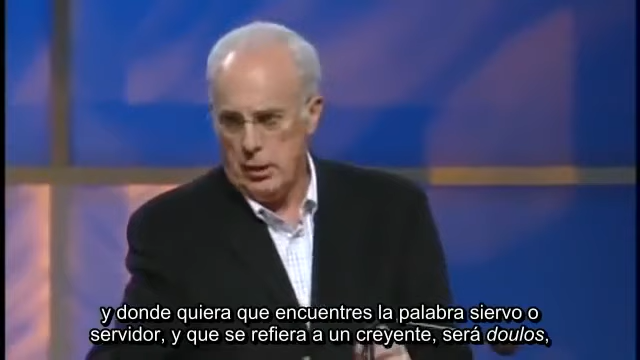 y donde quiera que encuentres la palabra siervo o
servidor, y que se refiera a un creyente, será doulos,